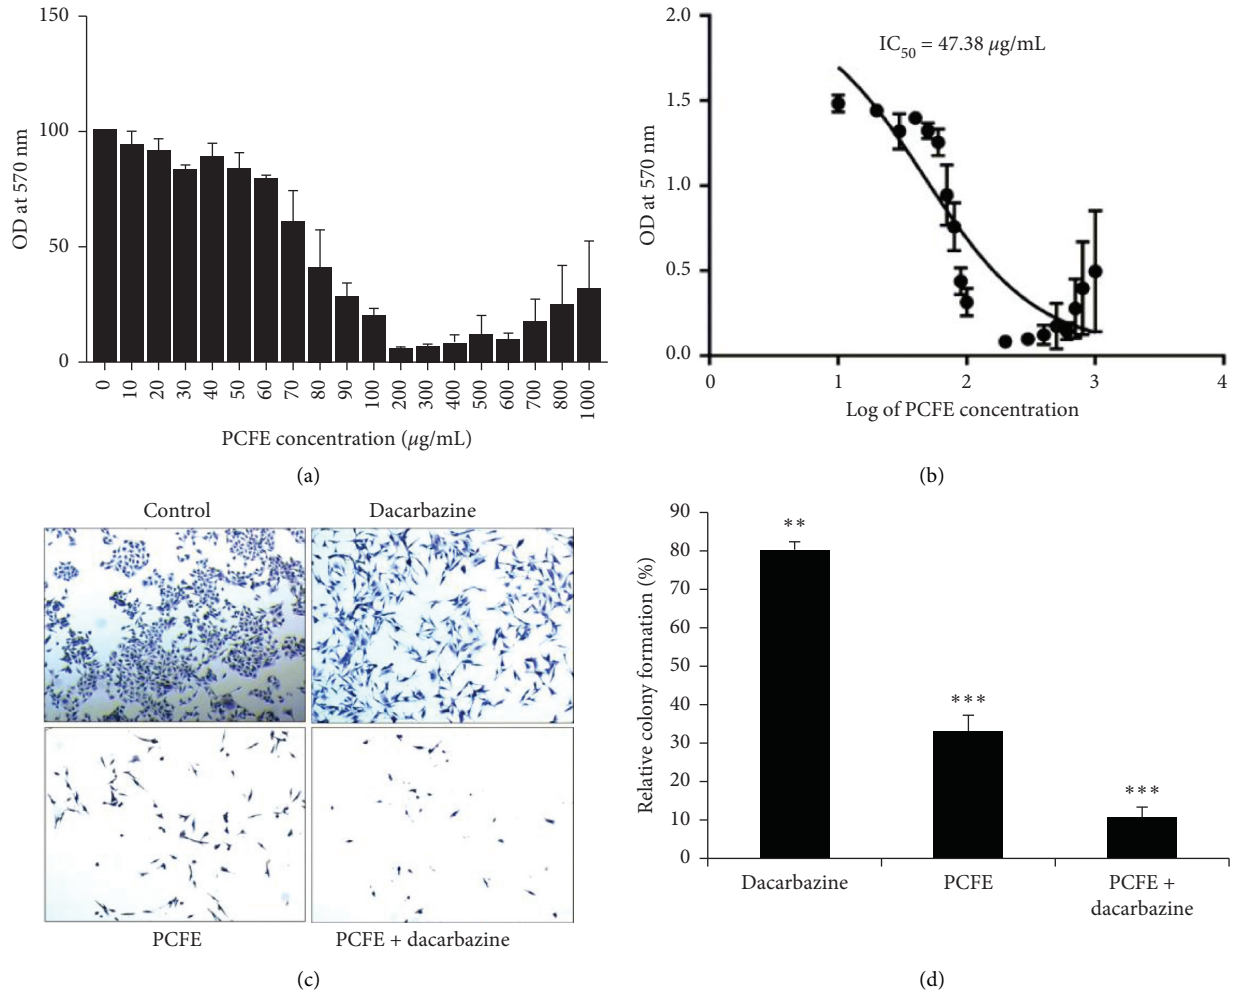 150
100
50
0
OD at 570 nm
0 10 20 30 40 50 60 70 80 90 100 200 300 400 500 600 700 800 1000
PCFE concentration (µg/mL)
(a)
2.0
1.5
1.0
0.5
0.0
OD at 570 nm
IC50 = 47.38 µg/mL
0 1 2 3 4
Log of PCFE concentration
(b)
Control
Dacarbazine
PCFE
PCFE + dacarbazine
(c)
90
80
70
60
50
40
30
20
10
0
Relative colony formation (%)
**
***
***
Dacarbazine
PCFE
PCFE +
dacarbazine
(d)